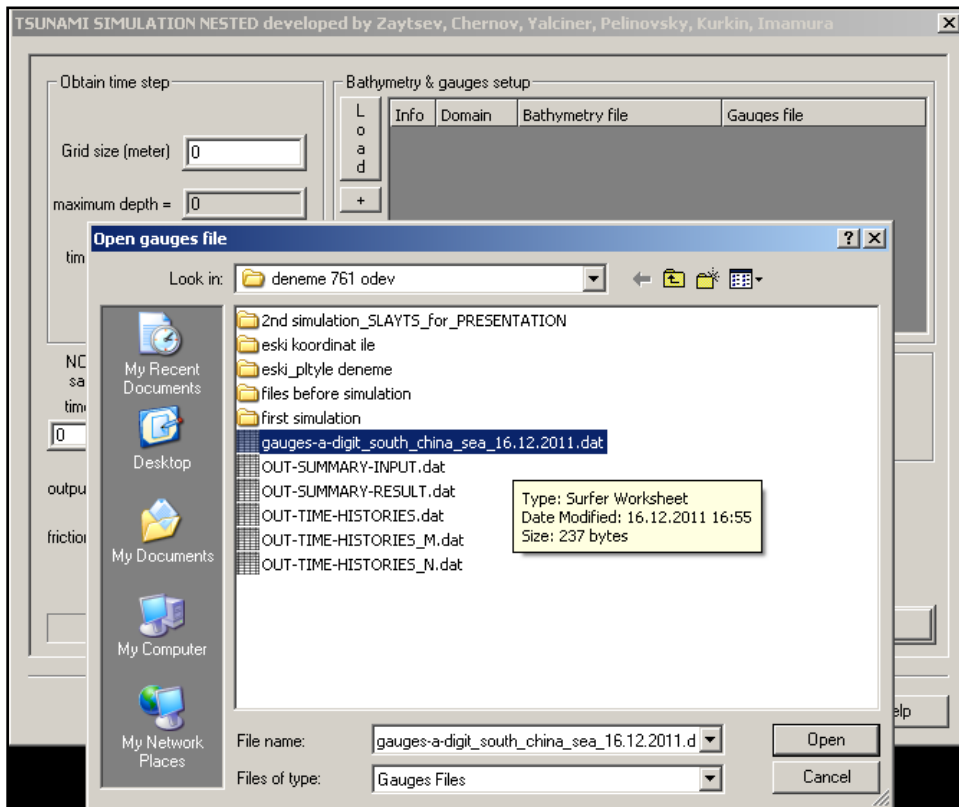 TSUNAMI SIMULATION NESTED developed by Zaytsev, Chernov, Yalciner, Pelinovsky, Kurkin, Imamura
Obtain time step
Grid size (meter) 0
maximum depth = 0
tim
Bathymetry & gauges setup
Load
+
Info Domain Bathymetry file Gauges file
sa
tim
0
outpu
friction
elp
Open gauges file
Look in: deneme 761 odev
My Recent Documents
Desktop
My Documents
My Computer
My Network Places
2nd simulation_SLAYTS_for_PRESENTATION
eski koordinat ile
eski_pltyle deneme
files before simulation
first simulation
gauges-a-digit_south_china_sea_16.12.2011.dat
OUT-SUMMARY-INPUT.dat
OUT-SUMMARY-RESULT.dat
OUT-TIME-HISTORIES.dat
OUT-TIME-HISTORIES_M.dat
OUT-TIME-HISTORIES_N.dat
Type: Surfer Worksheet
Date Modified: 16.12.2011 16:55
Size: 237 bytes
File name: gauges-a-digit_south_china_sea_16.12.2011.d
Open
Files of type: Gauges Files
Cancel